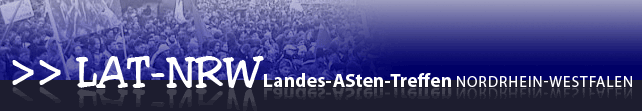 >> LAT-NRW Landes-ASten-Treffen NORDRHEIN-WESTFALEN